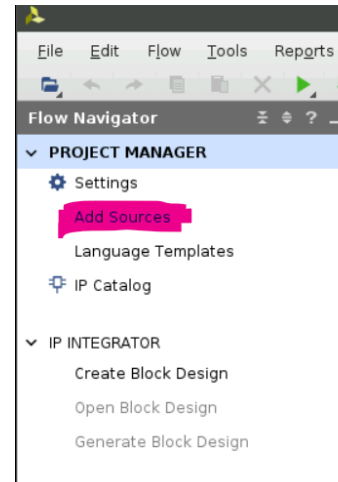 File Edit Flow Tools Reports
Flow Navigator ?
PROJECT MANAGER
Settings
Add Sources
Language Templates
IP Catalog
IP INTEGRATOR
Create Block Design
Open Block Design
Generate Block Design